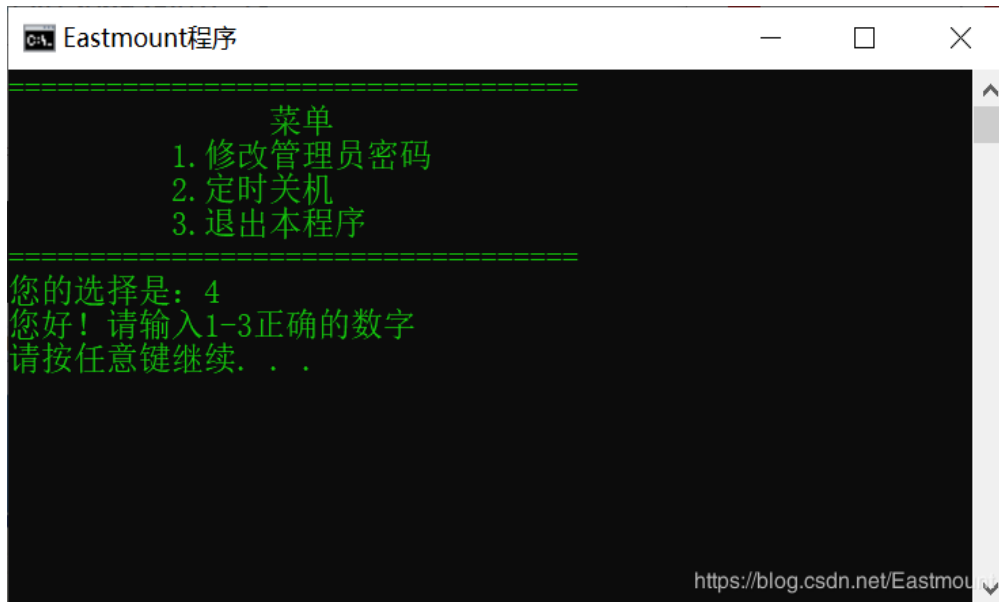 Eastmount程序
===================================
菜单
1.修改管理员密码
2.定时关机
3.退出本程序
===================================
您的选择是：4
您好！请输入1-3正确的数字
请按任意键继续. . .
https://blog.csdn.net/Eastmount